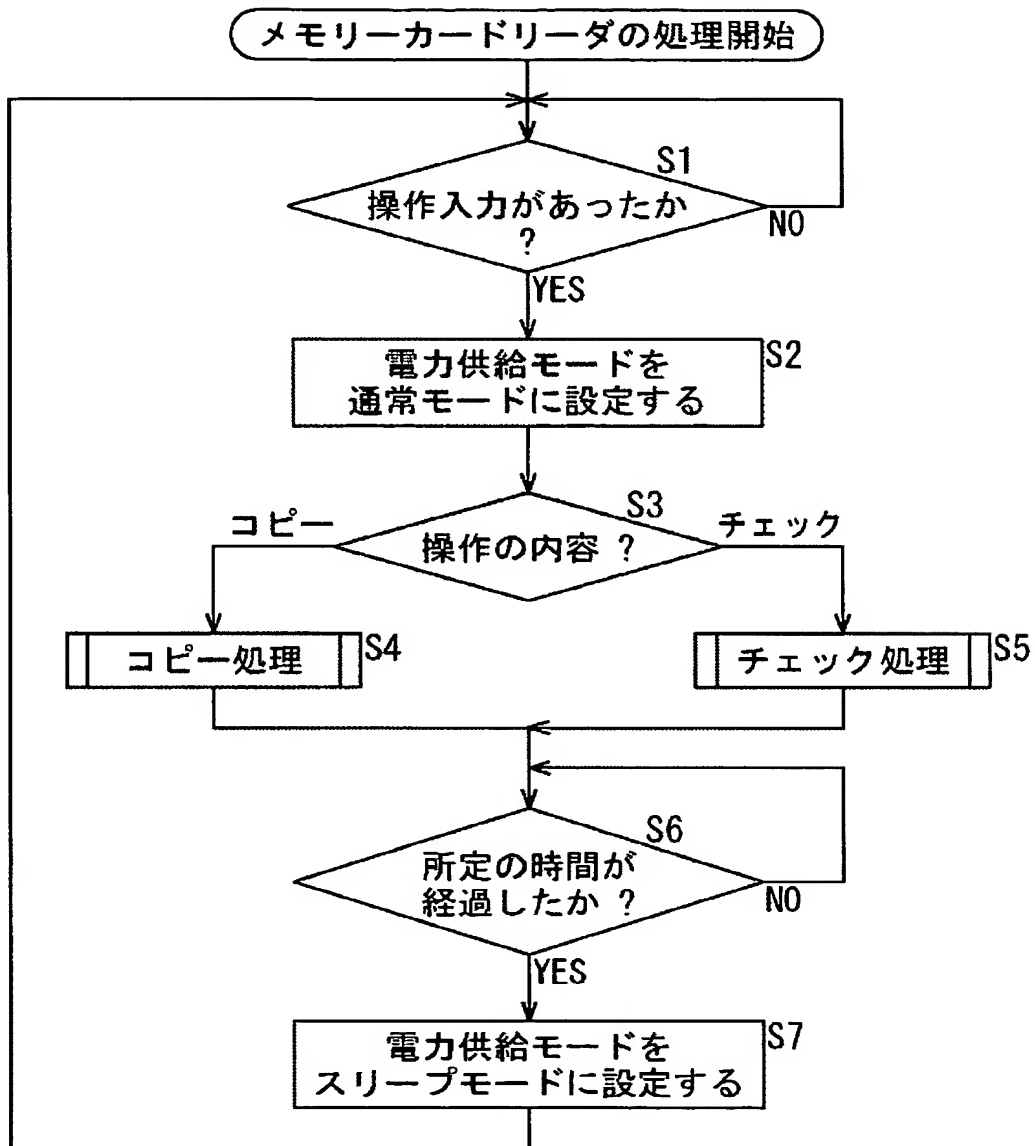 メモリーカードリーダの処理開始
S1
操作入力があったか
?
NO
YES
S2
電力供給モードを
通常モードに設定する
S3
コピー
チェック
操作の内容 ?
コピー処理
S4
チェック処理
S5
S6
所定の時間が
経過したか ?
NO
YES
S7
電力供給モードを
スリープモードに設定する